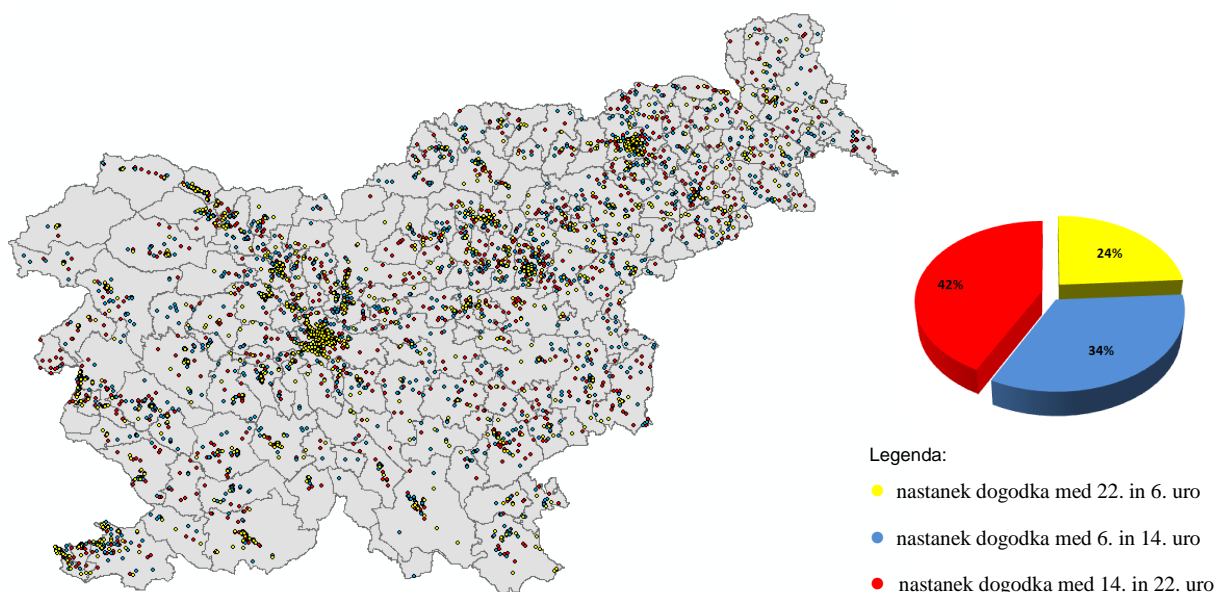 24%
42%
34%
Legenda:
nastanek dogodka med 22. in 6. uro
nastanek dogodka med 6. in 14. uro
nastanek dogodka med 14. in 22. uro